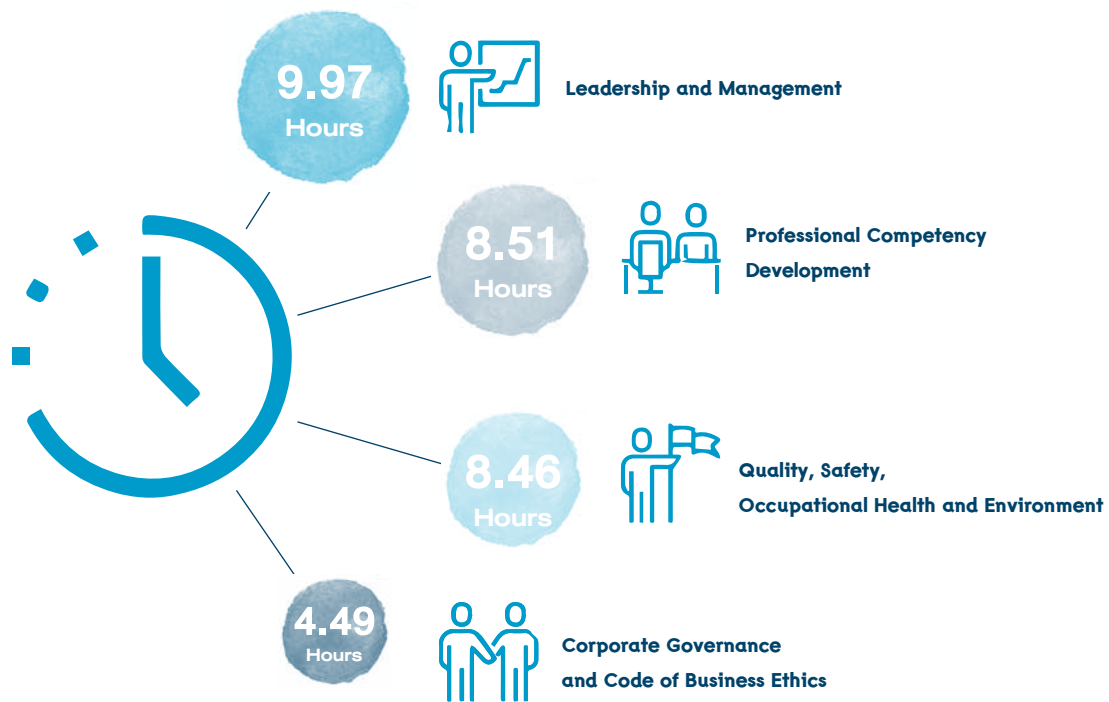 9.97
Hours
Leadership and Management
8.51
Hours
Professional Competency
Development
8.46
Hours
Quality, Safety,
Occupational Health and Environment
4.49
Hours
Corporate Governance
and Code of Business Ethics